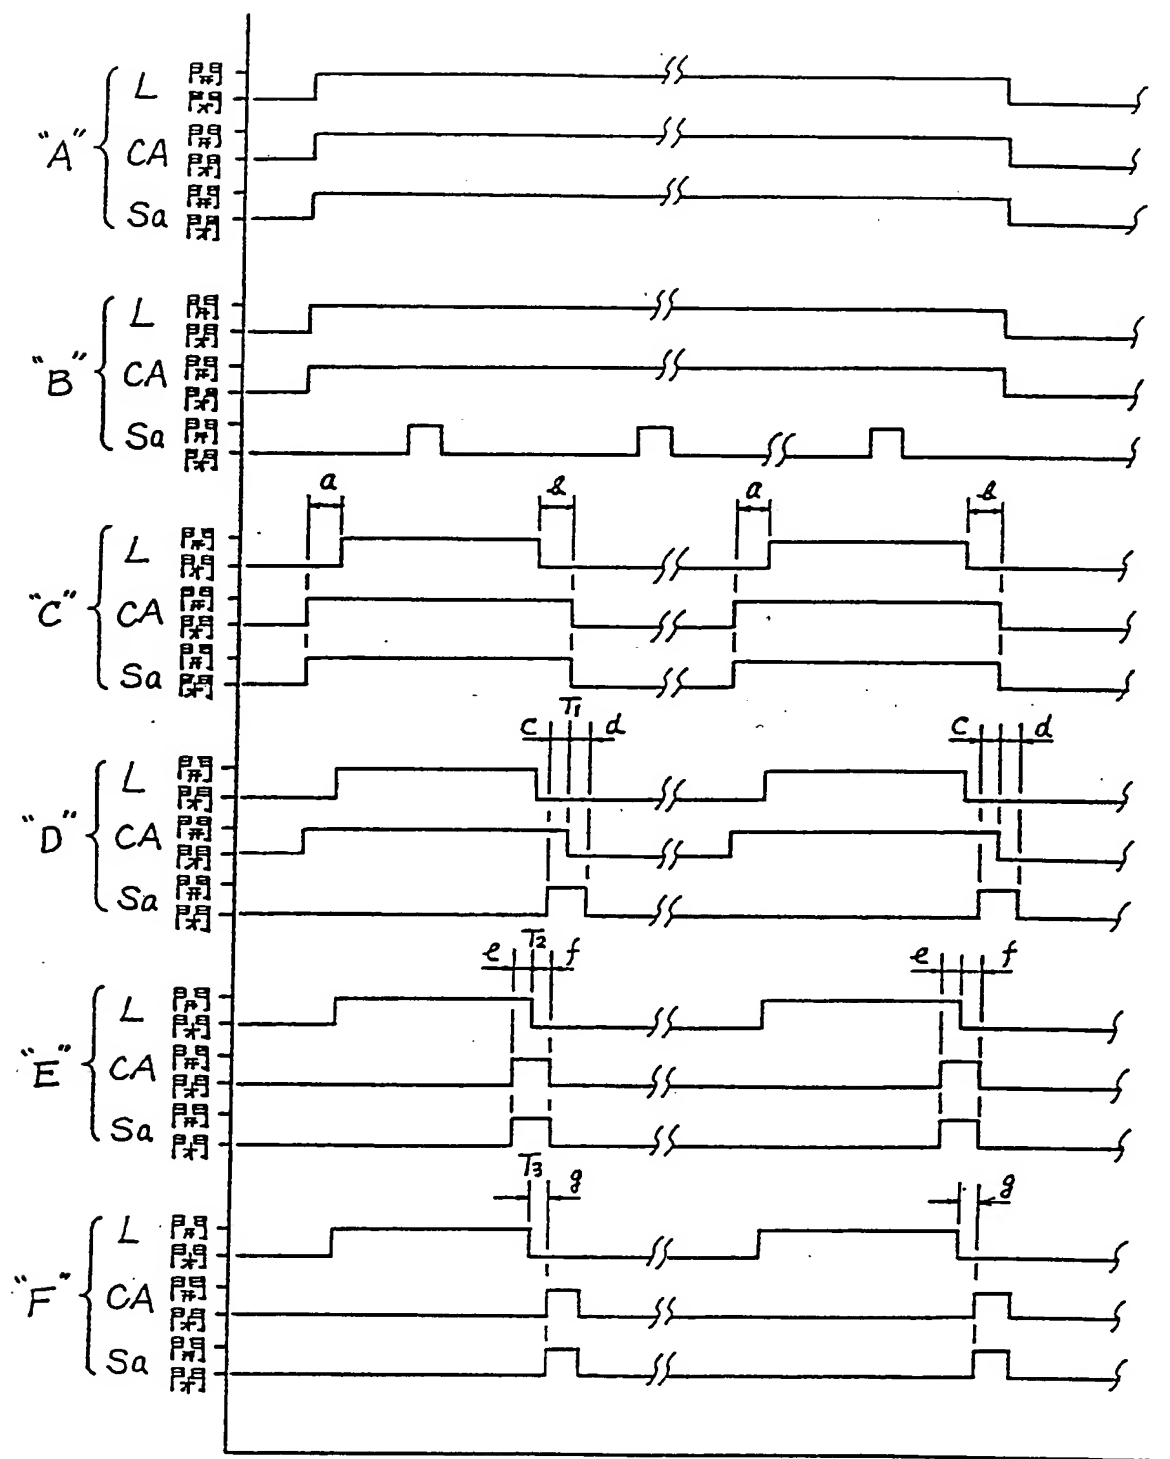 L 開
閉
"A" CA 開
閉
Sa 開
閉
L 開
閉
"B" CA 開
閉
Sa 開
閉
a b a b
L 開
閉
"C" CA 開
閉
Sa 開
閉
c T1 d c d
L 開
閉
"D" CA 開
閉
Sa 開
閉
e T2 f e f
L 開
閉
"E" CA 開
閉
Sa 開
閉
T3 g g
L 開
閉
"F" CA 開
閉
Sa 開
閉